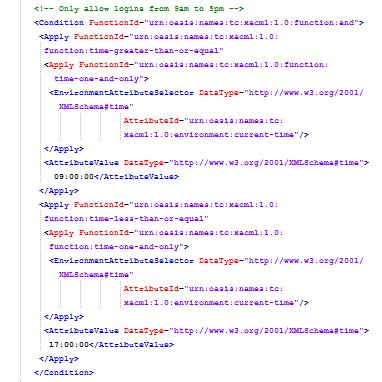 <!-- Only allow logins from 9am to 5pm -->
<Condition FunctionId="urn:oasis:names:tc:xacml:1.0:function:and">
<Apply FunctionId="urn:oasis:names:tc:xacml:1.0:
function:time-greater-than-or-equal"
<Apply FunctionId="urn:oasis:names:tc:xacml:1.0:function:
time-one-and-only">
<EnvironmentAttributeSelector DataType="http://www.w3.org/2001/
XMLSchema#time"
AttributeId="urn:oasis:names:tc:
xacml:1.0:environment:current-time"/>
</Apply>
<AttributeValue DataType="http://www.w3.org/2001/XMLSchema#time">
09:00:00</AttributeValue>
</Apply>
<Apply FunctionId="urn:oasis:names:tc:xacml:1.0:
function:time-less-than-or-equal"
<Apply FunctionId="urn:oasis:names:tc:xacml:1.0:
function:time-one-and-only">
<EnvironmentAttributeSelector DataType="http://www.w3.org/2001/
XMLSchema#time"
AttributeId="urn:oasis:names:tc:
xacml:1.0:environment:current-time"/>
</Apply>
<AttributeValue DataType="http://www.w3.org/2001/XMLSchema#time">
17:00:00</AttributeValue>
</Apply>
</Condition>